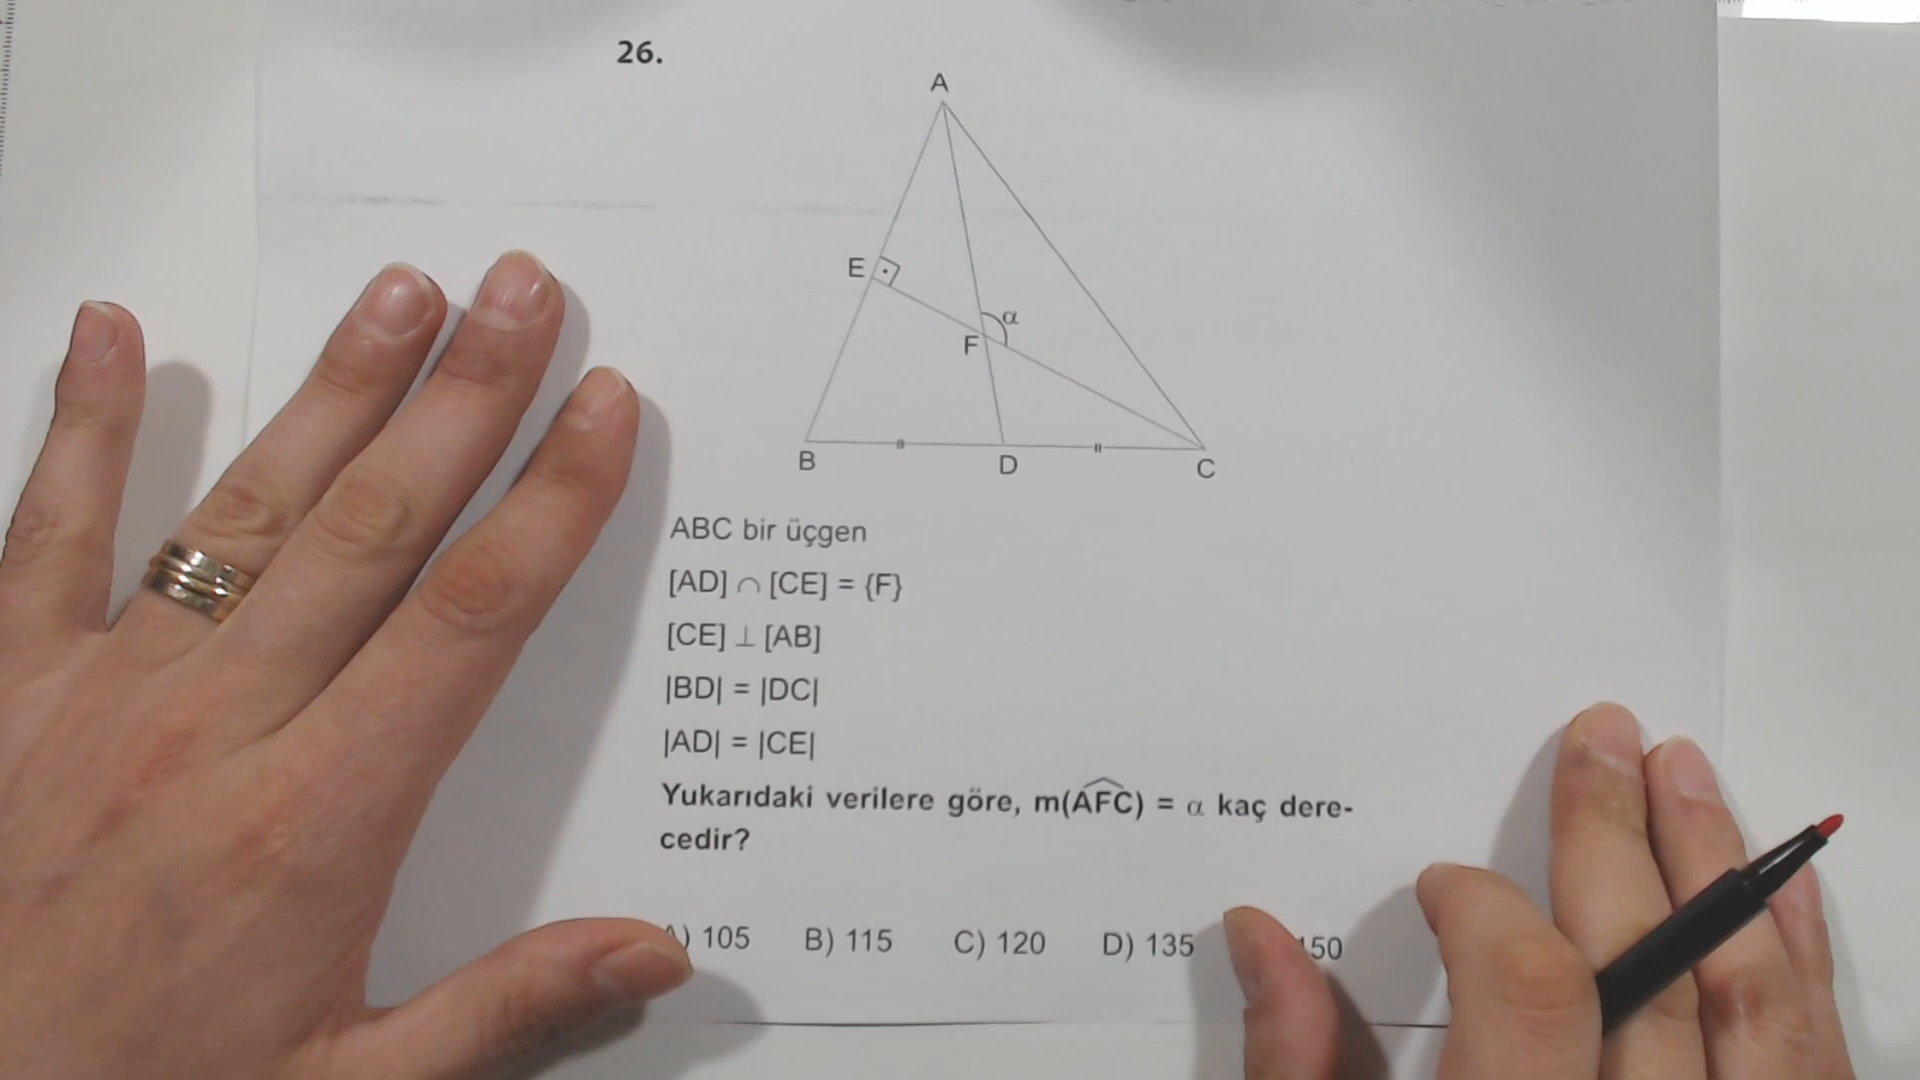 26.
A
E
α
F
B
D
C
ABC bir üçgen
[AD] ∩ [CE] = {F}
[CE] ⊥ [AB]
|BD| = |DC|
|AD| = |CE|
Yukarıdaki verilere göre, m(AFC) = α kaç dere-
cedir?
A) 105 B) 115 C) 120 D) 135 150